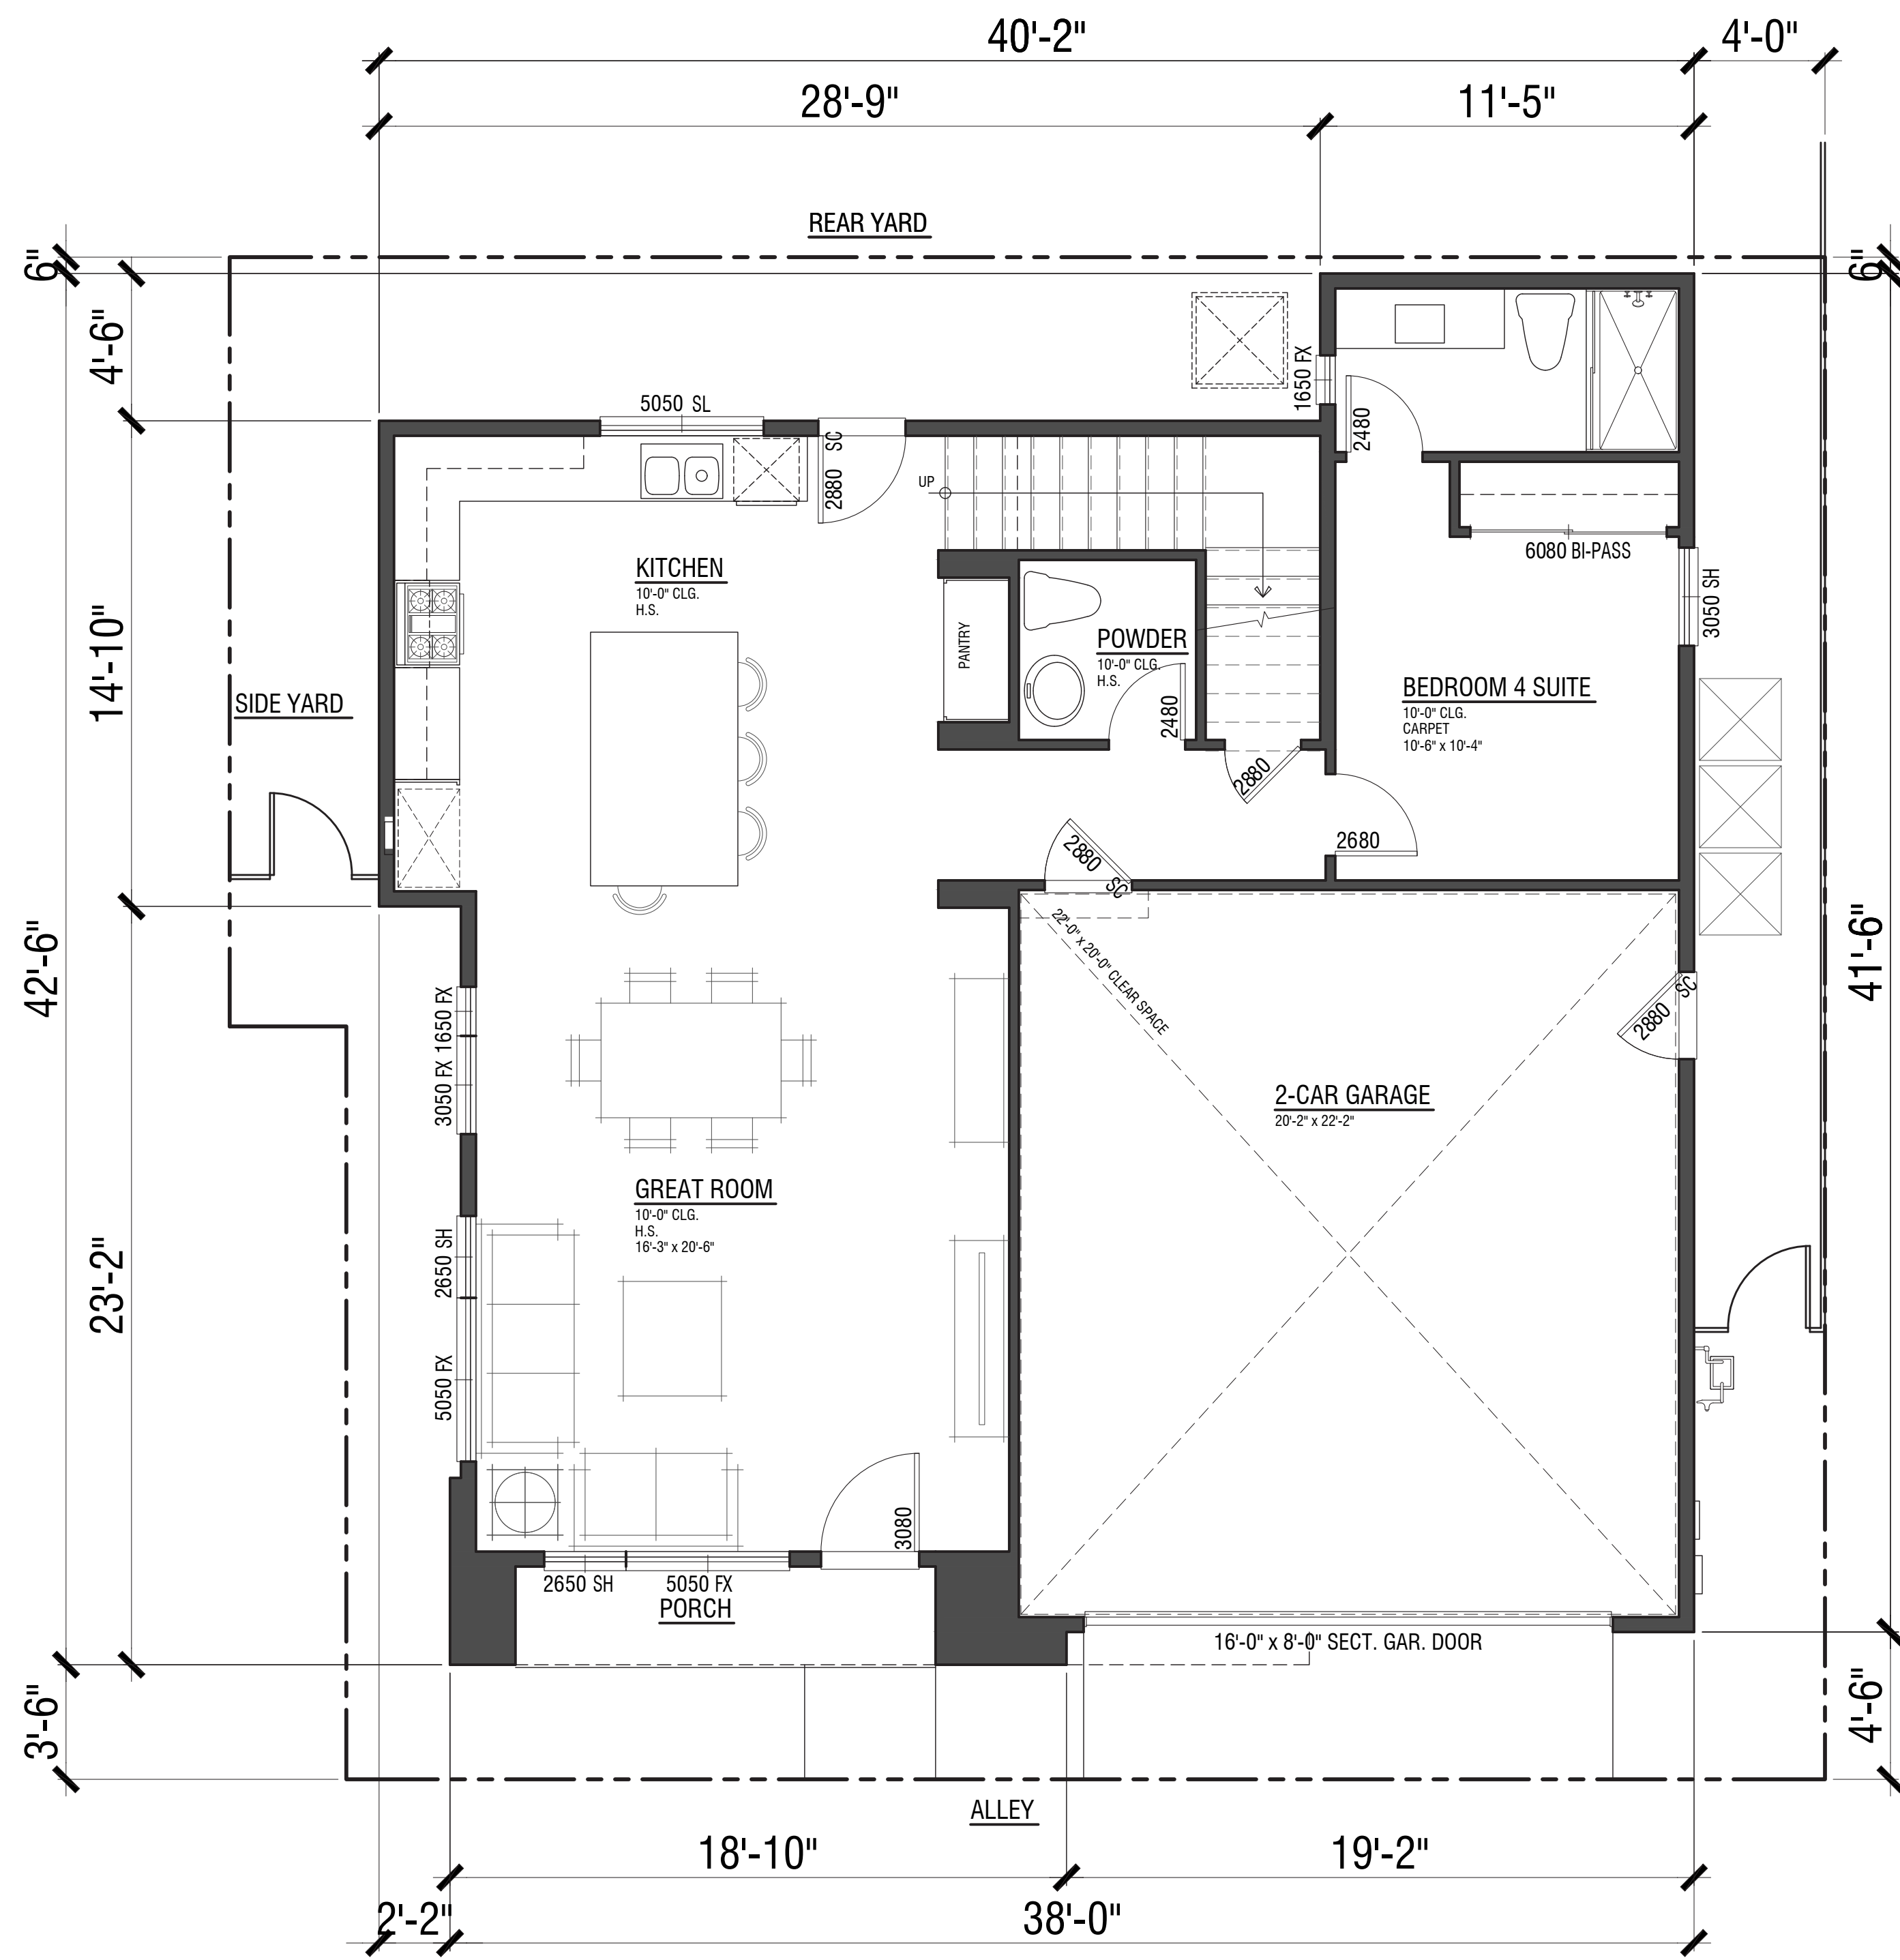 40'-2"
4'-0"
28'-9"
11'-5"
REAR YARD
6"
6"
4'-6"
1650 FX
5050 SL
2480
2880 SC
UP
6080 BI-PASS
KITCHEN
10'-0" CLG.
H.S.
3050 SH
PANTRY
POWDER
10'-0" CLG.
H.S.
14'-10"
SIDE YARD
BEDROOM 4 SUITE
10'-0" CLG.
CARPET
10'-6" x 10'-4"
2480
2880
2680
2880 SC
22'-0" x 20'-0" CLEAR SPACE
42'-6"
41'-6"
1650 FX
2880 SC
3050 FX
2-CAR GARAGE
20'-2" x 22'-2"
GREAT ROOM
10'-0" CLG.
H.S.
16'-3" x 20'-6"
2650 SH
23'-2"
5050 FX
3080
2650 SH
5050 FX
PORCH
16'-0" x 8'-0" SECT. GAR. DOOR
3'-6"
4'-6"
ALLEY
18'-10"
19'-2"
2'-2"
38'-0"